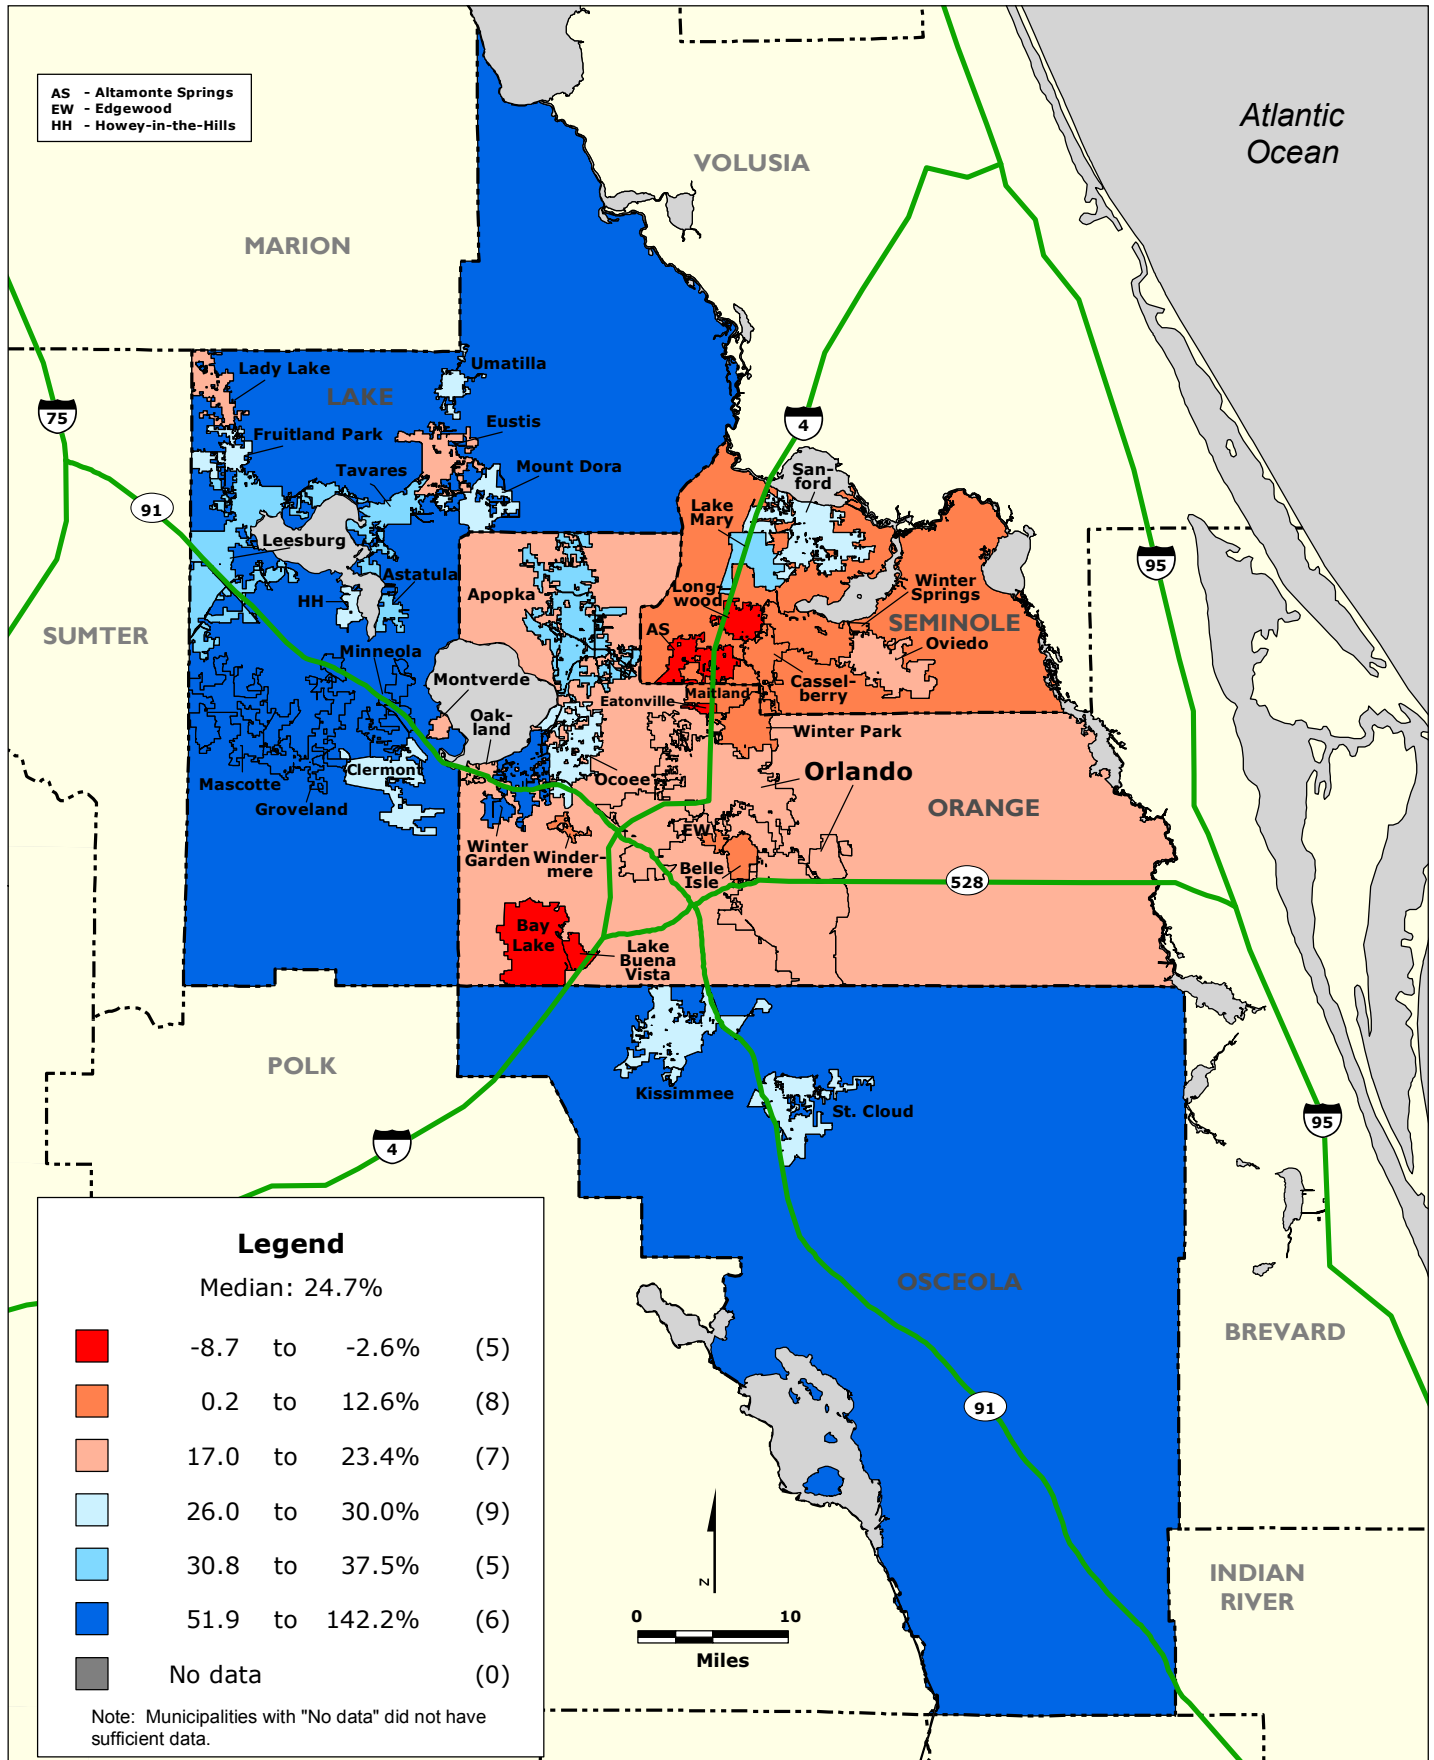 AS - Altamonte Springs
EW - Edgewood
HH - Howey-in-the-Hills
Atlantic
Ocean
VOLUSIA
MARION
Umatilla
Lady Lake
LAKE
75
4
Eustis
Fruitland Park
Mount Dora
Tavares
San-
ford
91
Lake
Mary
Leesburg
95
Astatula
Long-
wood
Winter
Springs
HH
Apopka
SUMTER
AS
SEMINOLE
Oviedo
Minneola
Montverde
Cassel-
berry
Maitland
Eatonville
Oak-
land
Winter Park
Clermont
Orlando
Mascotte
Ocoee
Groveland
ORANGE
EW
Winter
Garden
Winder-
mere
Belle
Isle
528
Bay
Lake
Lake
Buena
Vista
POLK
Kissimmee
St. Cloud
95
4
Legend
Median: 24.7%
-8.7 to -2.6% (5)
0.2 to 12.6% (8)
17.0 to 23.4% (7)
26.0 to 30.0% (9)
30.8 to 37.5% (5)
51.9 to 142.2% (6)
No data (0)
Note: Municipalities with "No data" did not have
sufficient data.
OSCEOLA
BREVARD
91
INDIAN
RIVER
N
0 10
Miles